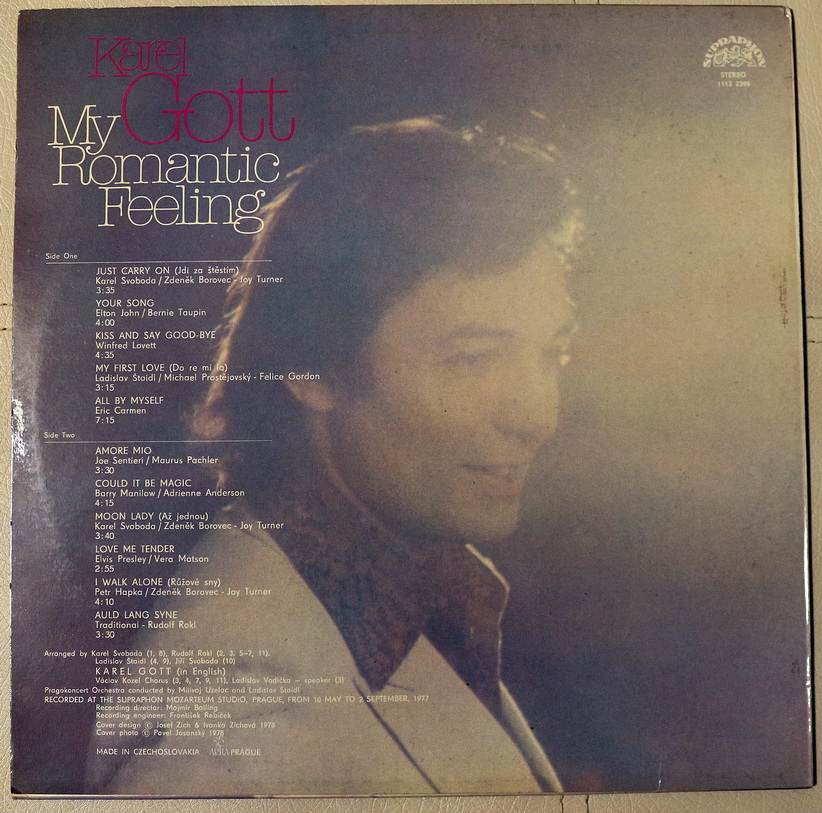 Karel
Gott
My
Romantic
Feeling
SUPRAPHON
STEREO
1113 2398
Side One
JUST CARRY ON (Jdi za štěstím)
Karel Svoboda / Zdeněk Borovec - Joy Turner
3:35
YOUR SONG
Elton John / Bernie Taupin
4:00
KISS AND SAY GOOD-BYE
Winfred Lovett
4:35
MY FIRST LOVE (Do re mi la)
Ladislav Štaidl / Michael Prostějovský - Felice Gordon
3:15
ALL BY MYSELF
Eric Carmen
7:15
Side Two
AMORE MIO
Joe Sentieri / Maurus Pachler
3:30
COULD IT BE MAGIC
Barry Manilow / Adrienne Anderson
4:15
MOON LADY (Až jednou)
Karel Svoboda / Zdeněk Borovec - Joy Turner
3:40
LOVE ME TENDER
Elvis Presley / Vera Matson
2:55
I WALK ALONE (Růžové sny)
Petr Hapka / Zdeněk Borovec - Joy Turner
4:10
AULD LANG SYNE
Traditional - Rudolf Rokl
3:30
Arranged by Karel Svoboda (1, 8), Rudolf Rokl (2, 3, 5-7, 11),
Ladislav Štaidl (4, 9), Jiří Svoboda (10)
KAREL GOTT (in English)
Václav Kozel Chorus (3, 4, 7, 9, 11), Ladislav Vodička — speaker (3)
Pragokoncert Orchestra conducted by Milivoj Uzelac and Ladislav Štaidl
RECORDED AT THE SUPRAPHON MOZARTEUM STUDIO, PRAGUE, FROM 10 MAY TO 2 SEPTEMBER, 1977
Recording director: Mojmír Balling
Recording engineer: František Řebíček
Cover design © Josef Zich & Ivanka Zichová 1978
Cover photo © Pavel Jasanský 1978
MADE IN CZECHOSLOVAKIA ARTIA PRAGUE